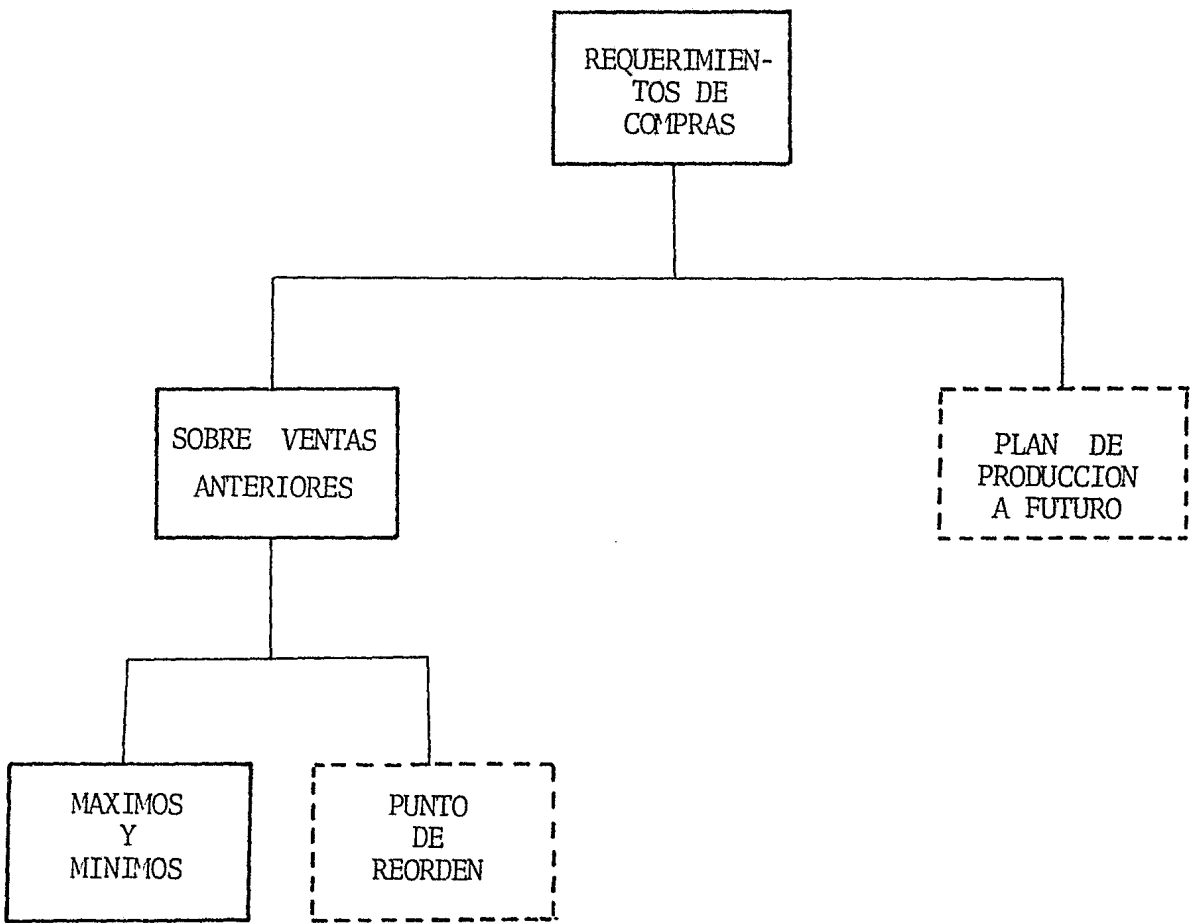 REQUERIMIEN-
TOS DE
COMPRAS
SOBRE VENTAS
ANTERIORES
PLAN DE
PRODUCCION
A FUTURO
MAXIMOS
Y
MINIMOS
PUNTO
DE
REORDEN